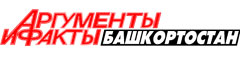 АРГУМЕНТЫ
И ФАКТЫ БАШКОРТОСТАН